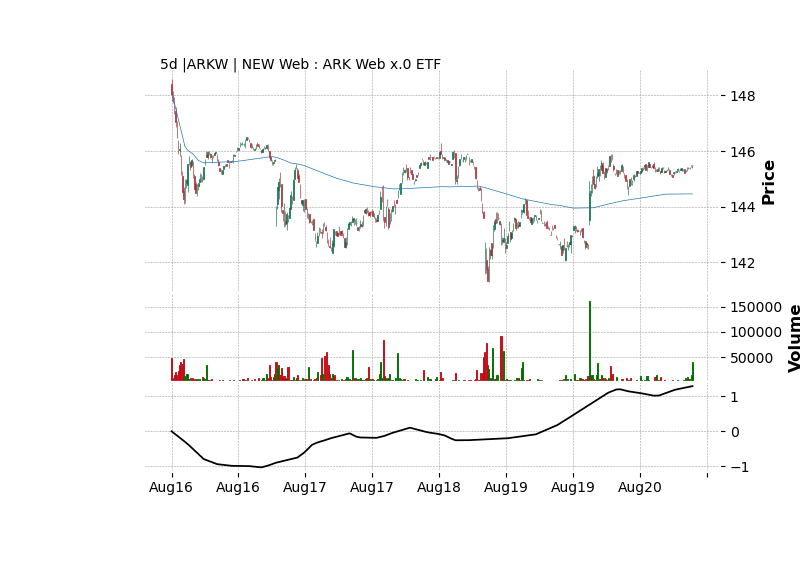 5d |ARKW | NEW Web : ARK Web x.0 ETF
148
146
144
142
Price
150000
100000
50000
Volume
1
0
−1
Aug16 Aug16 Aug17 Aug17 Aug18 Aug19 Aug19 Aug20